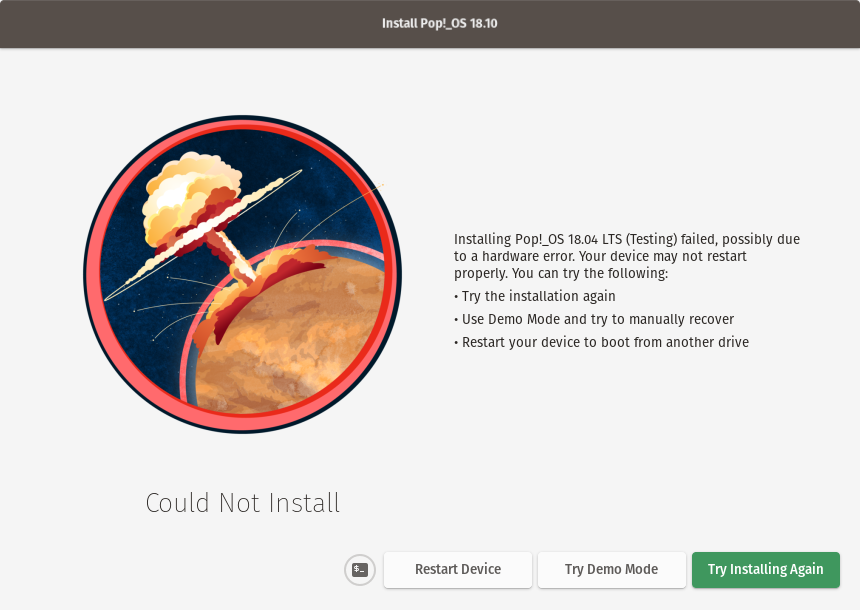 Install Pop!_OS 18.10
Installing Pop!_OS 18.04 LTS (Testing) failed, possibly due
to a hardware error. Your device may not restart
properly. You can try the following:
• Try the installation again
• Use Demo Mode and try to manually recover
• Restart your device to boot from another drive
Could Not Install
$_
Restart Device
Try Demo Mode
Try Installing Again